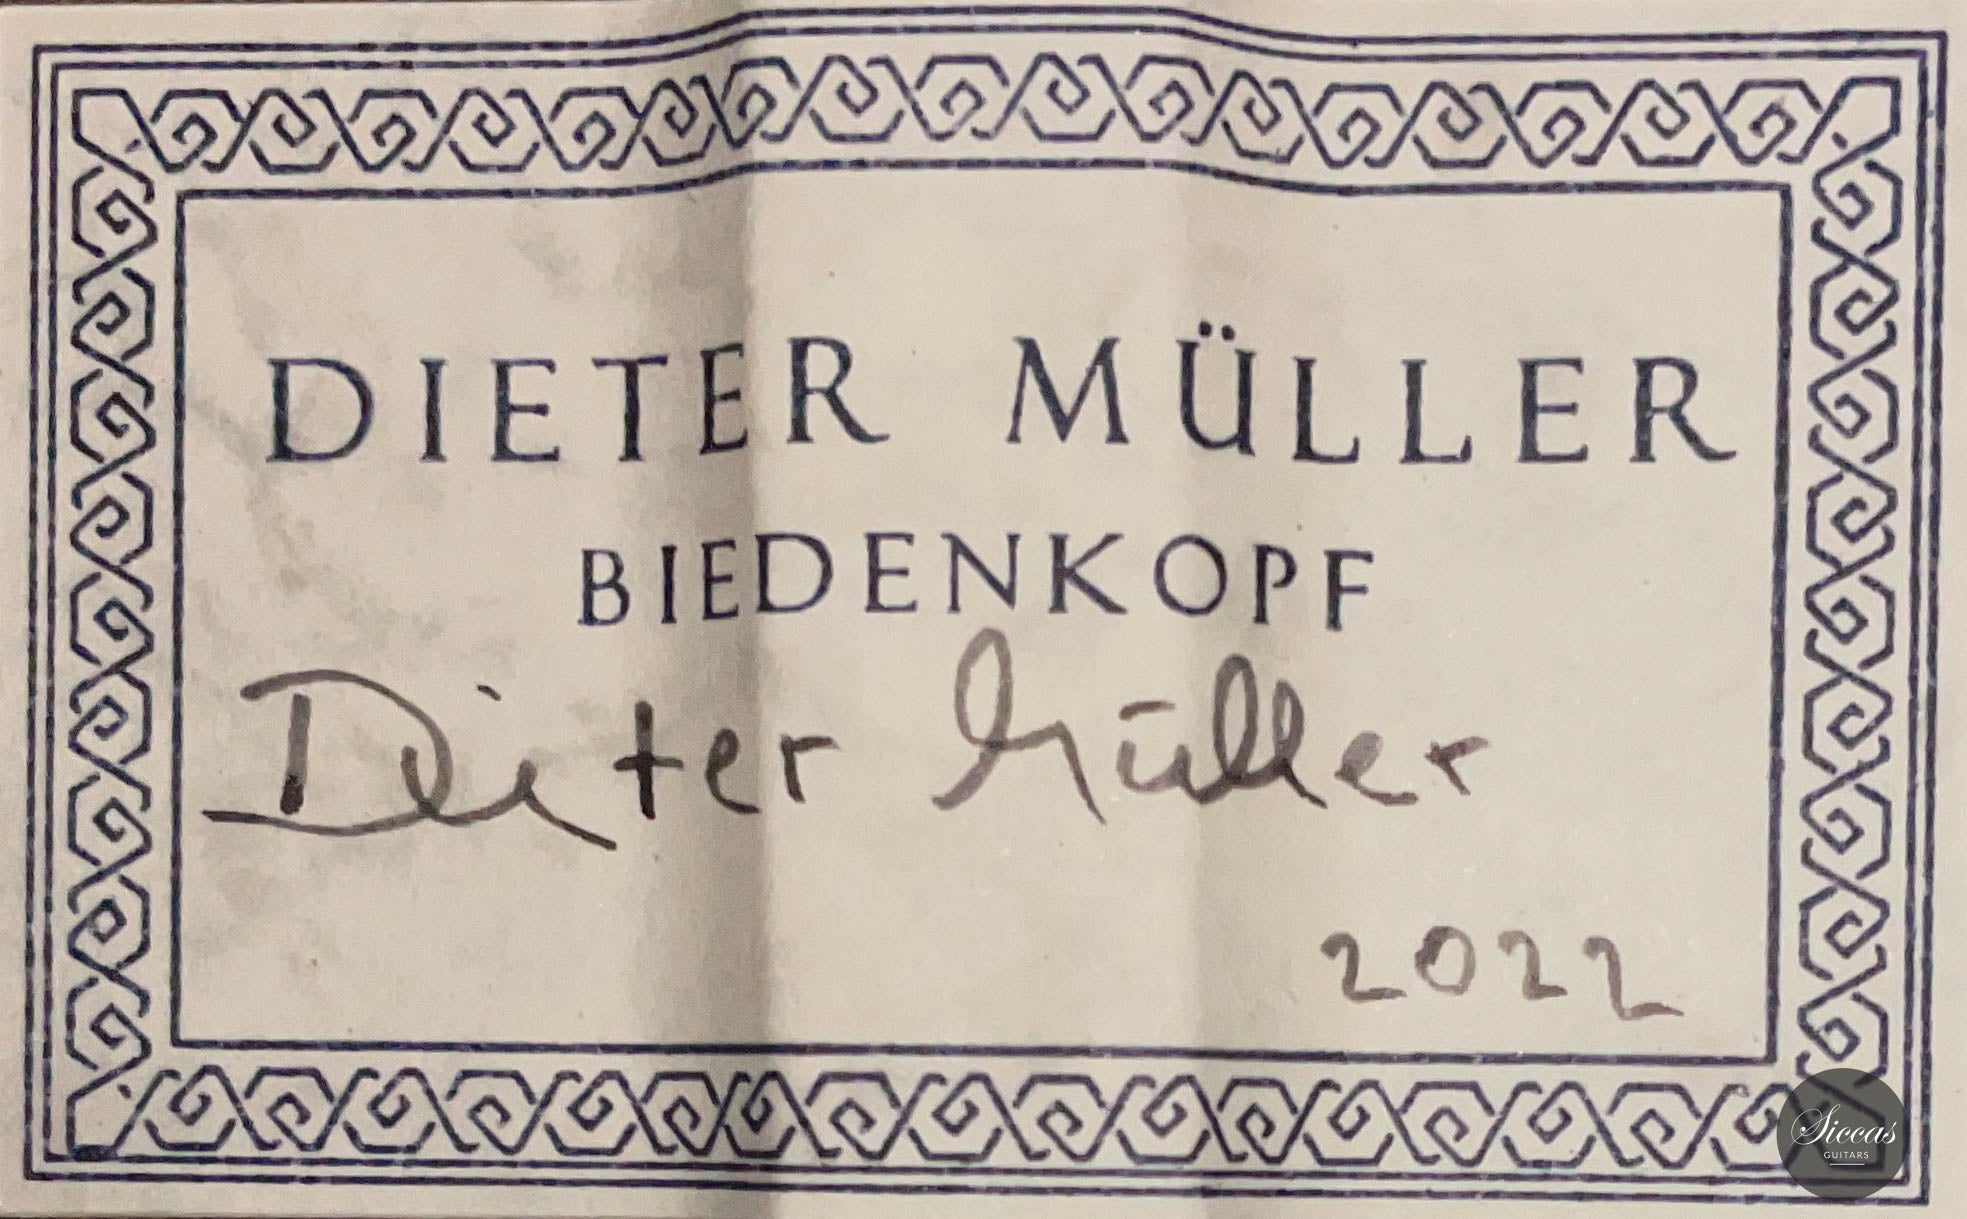 DIETER MÜLLER
BIEDENKOPF
Dieter Müller
2022
Siccas
GUITARS